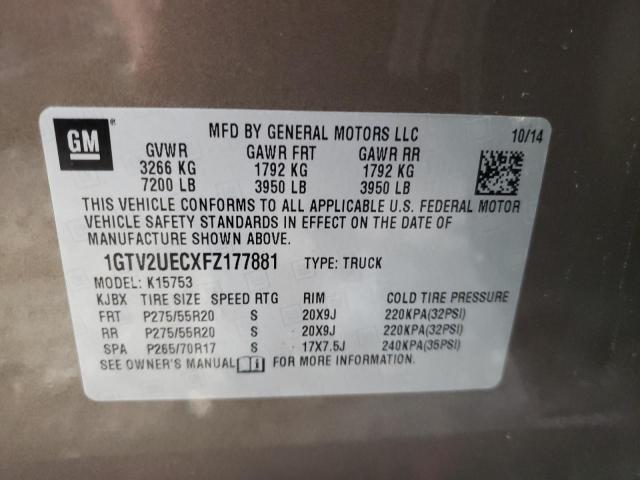 GM
MFD BY GENERAL MOTORS LLC 10/14
GVWR GAWR FRT GAWR RR
3266 KG 1792 KG 1792 KG
7200 LB 3950 LB 3950 LB
THIS VEHICLE CONFORMS TO ALL APPLICABLE U.S. FEDERAL MOTOR
VEHICLE SAFETY STANDARDS IN EFFECT ON THE DATE OF
MANUFACTURE SHOWN ABOVE.
1GTV2UECXFZ177881 TYPE: TRUCK
MODEL: K15753
KJBX TIRE SIZE SPEED RTG RIM COLD TIRE PRESSURE
FRT P275/55R20 S 20X9J 220KPA(32PSI)
RR P275/55R20 S 20X9J 220KPA(32PSI)
SPA P265/70R17 S 17X7.5J 240KPA(35PSI)
SEE OWNER'S MANUAL FOR MORE INFORMATION.